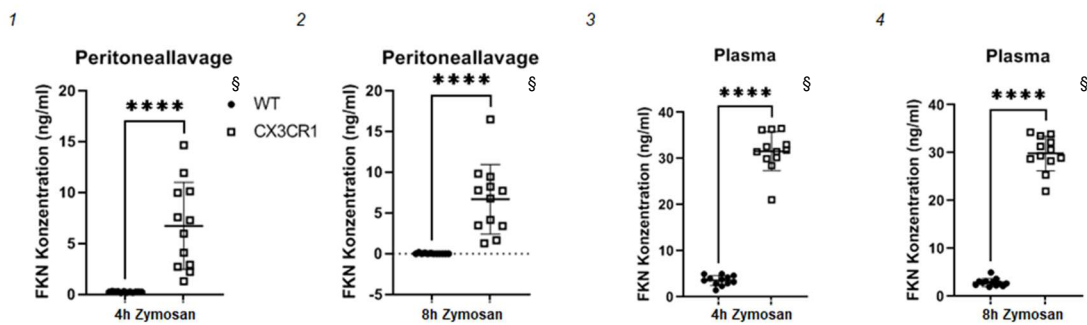 1
Peritoneallavage
FKN Konzentration (ng/ml)
20
15
10
5
0
****
§
WT
CX3CR1
4h Zymosan
2
Peritoneallavage
FKN Konzentration (ng/ml)
20
15
10
5
0
-5
****
§
8h Zymosan
3
Plasma
FKN Konzentration (ng/ml)
40
30
20
10
0
****
§
4h Zymosan
4
Plasma
FKN Konzentration (ng/ml)
40
30
20
10
0
****
§
8h Zymosan